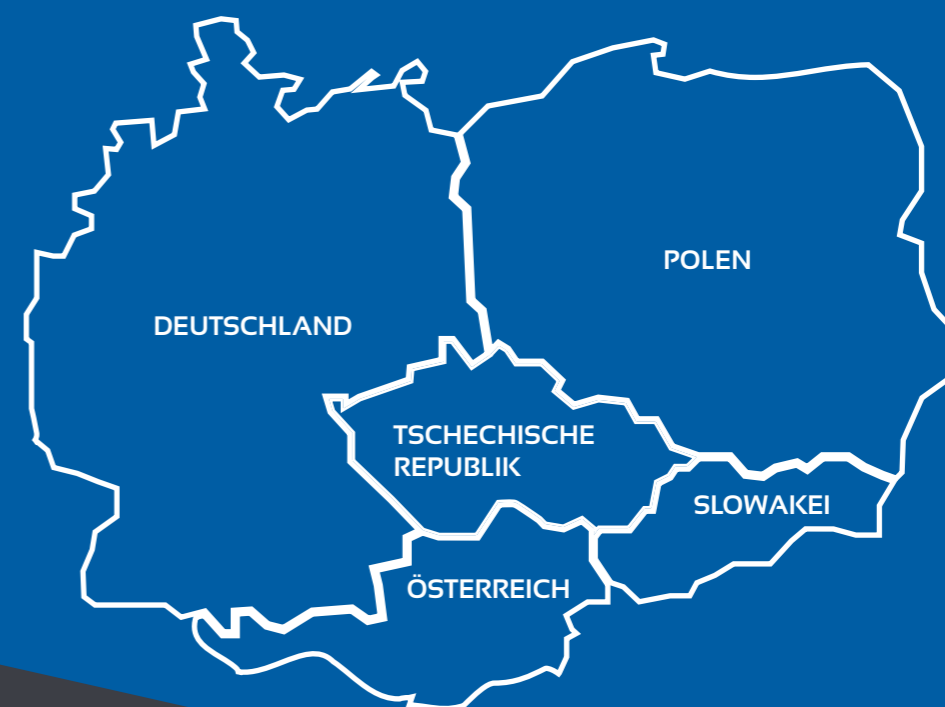 POLEN
DEUTSCHLAND
TSCHECHISCHE
REPUBLIK
SLOWAKEI
ÖSTERREICH